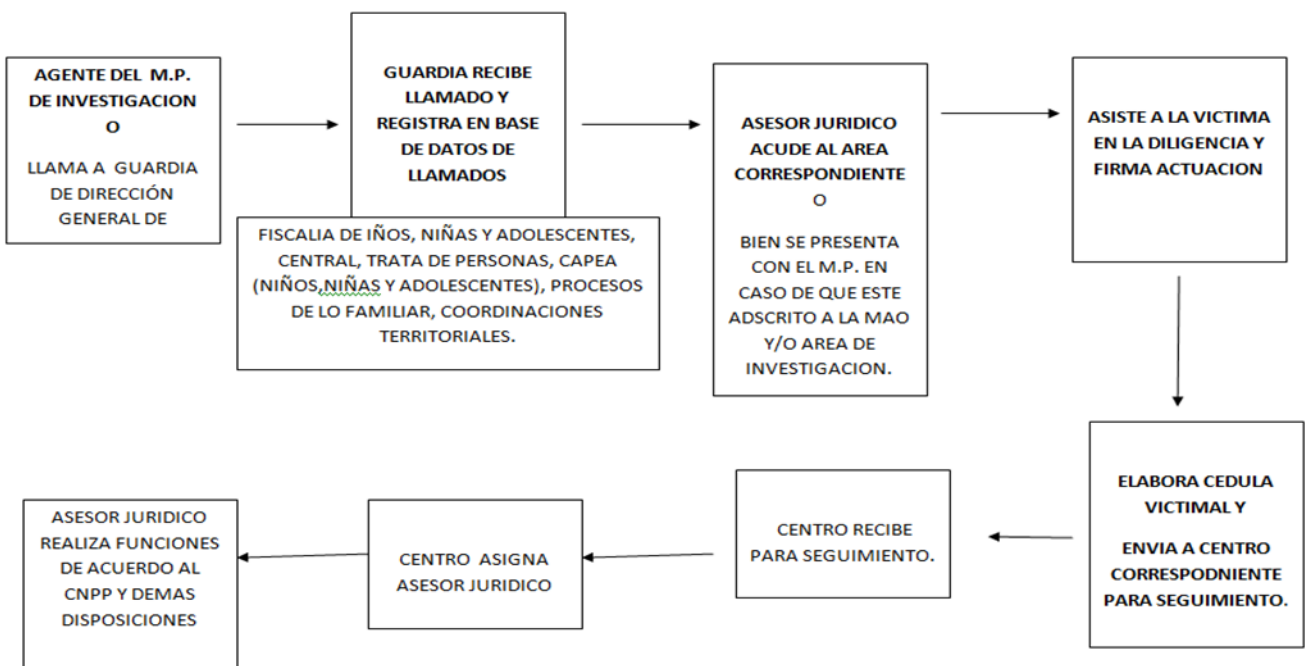 AGENTE DEL M.P.
DE INVESTIGACION
O
LLAMA A GUARDIA
DE DIRECCIÓN
GENERAL DE
GUARDIA RECIBE
LLAMADO Y
REGISTRA EN BASE
DE DATOS DE
LLAMADOS
FISCALIA DE IÑOS, NIÑAS Y ADOLESCENTES,
CENTRAL, TRATA DE PERSONAS, CAPEA
(NIÑOS,NIÑAS Y ADOLESCENTES), PROCESOS
DE LO FAMILIAR, COORDINACIONES
TERRITORIALES.
ASESOR JURIDICO
ACUDE AL AREA
CORRESPONDIENTE
O
BIEN SE PRESENTA
CON EL M.P. EN
CASO DE QUE ESTE
ADSCRITO A LA MAO
Y/O AREA DE
INVESTIGACION.
ASISTE A LA VICTIMA
EN LA DILIGENCIA Y
FIRMA ACTUACION
ELABORA CEDULA
VICTIMAL Y
ENVIA A CENTRO
CORRESPODNIENTE
PARA SEGUIMIENTO.
CENTRO RECIBE
PARA SEGUIMIENTO.
CENTRO ASIGNA
ASESOR JURIDICO
ASESOR JURIDICO
REALIZA FUNCIONES
DE ACUERDO AL
CNPP Y DEMAS
DISPOSICIONES